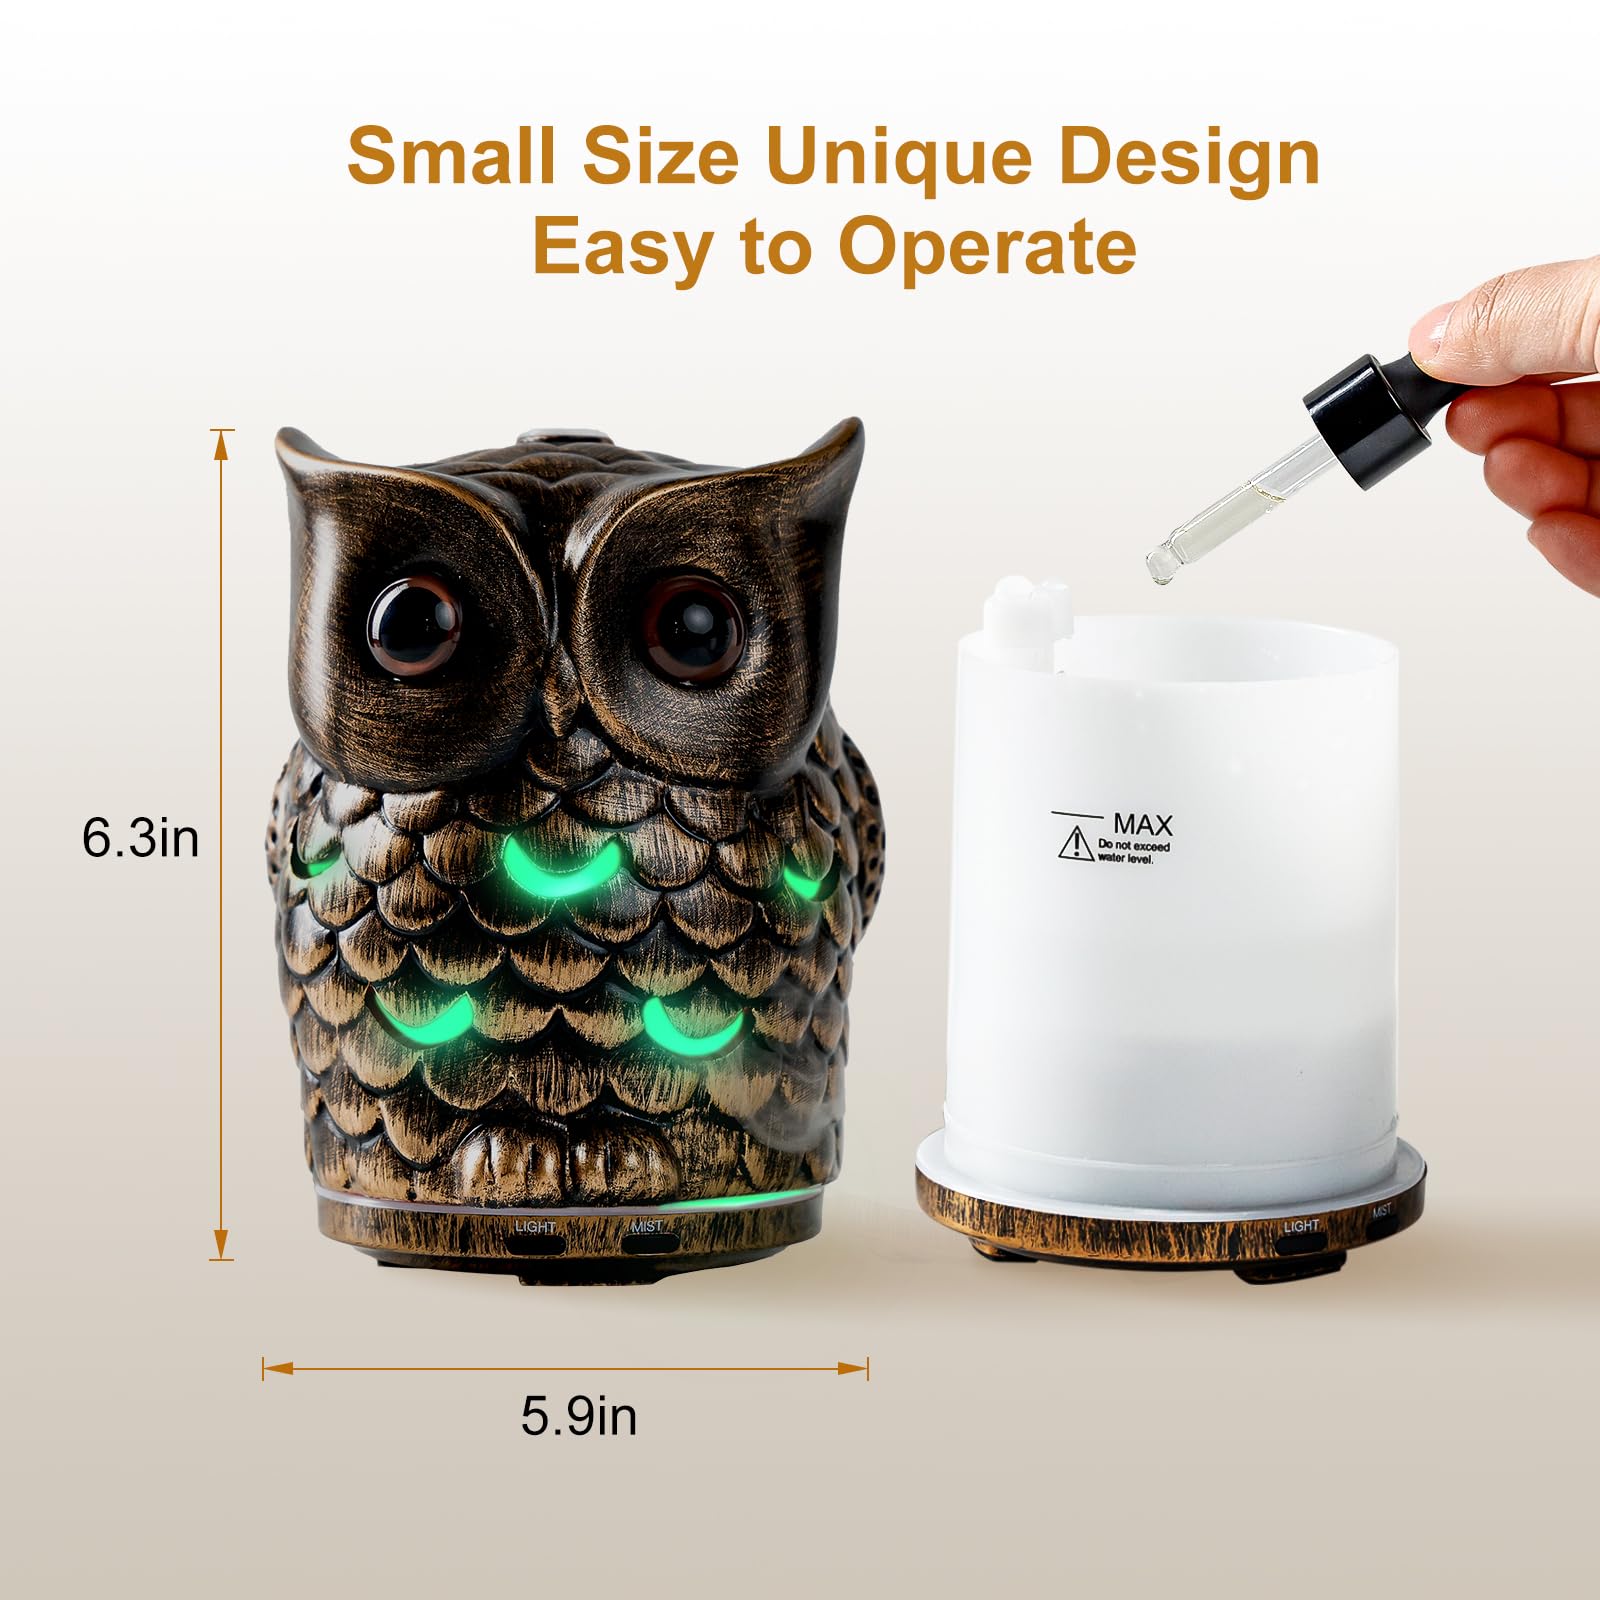 Small Size Unique Design
Easy to Operate
6.3in
MAX
Do not exceed
water level.
LIGHT
MIST
LIGHT
MIST
5.9in